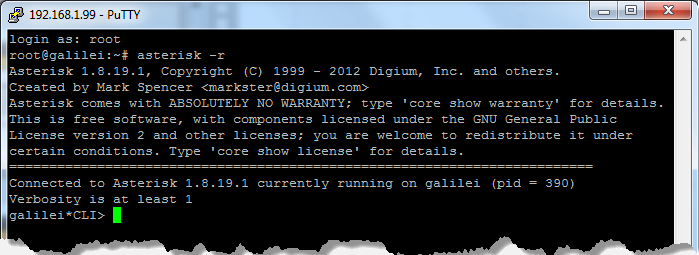 192.168.1.99 - PuTTY
login as: root
root@galilei:~# asterisk -r
Asterisk 1.8.19.1, Copyright (C) 1999 - 2012 Digium, Inc. and others.
Created by Mark Spencer <markster@digium.com>
Asterisk comes with ABSOLUTELY NO WARRANTY; type 'core show warranty' for details.
This is free software, with components licensed under the GNU General Public
License version 2 and other licenses; you are welcome to redistribute it under
certain conditions. Type 'core show license' for details.
=========================================================================
Connected to Asterisk 1.8.19.1 currently running on galilei (pid = 390)
Verbosity is at least 1
galilei*CLI>